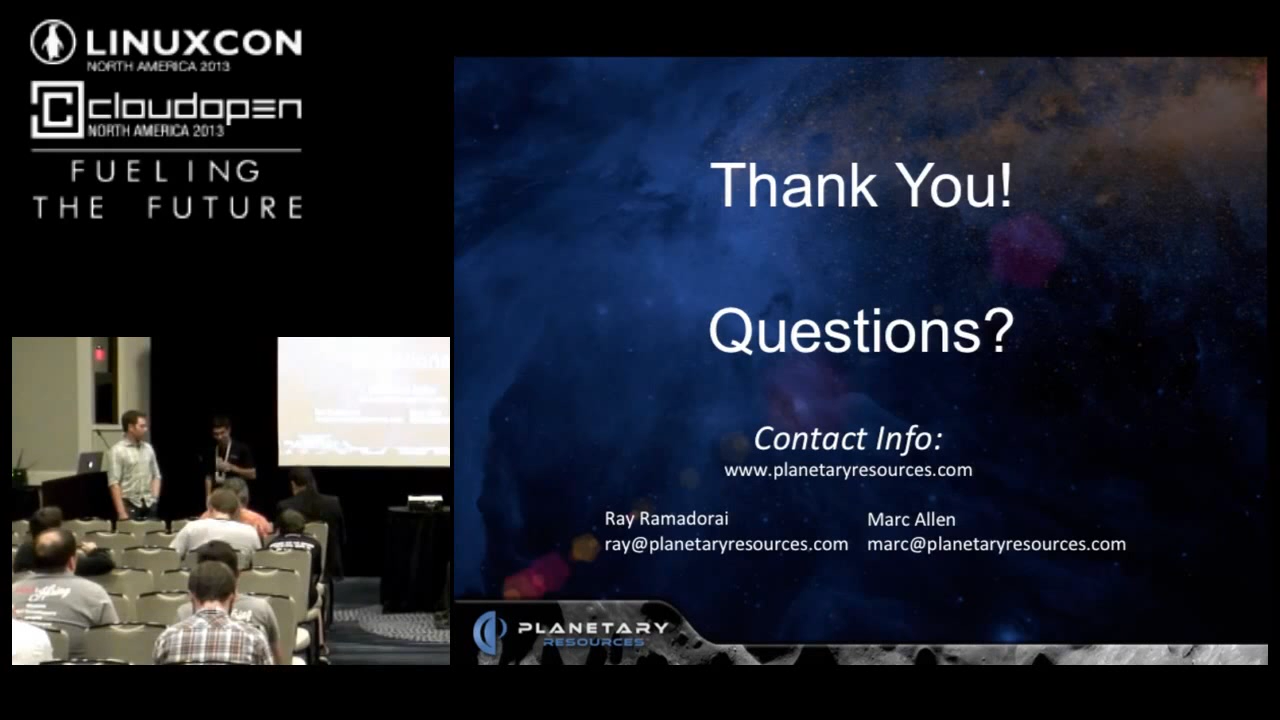 LINUXCON
NORTH AMERICA 2013
cloudopen
NORTH AMERICA 2013
FUELING
THE FUTURE
Thank You!
Questions?
Contact Info:
www.planetaryresources.com
Ray Ramadorai
ray@planetaryresources.com
Marc Allen
marc@planetaryresources.com
PLANETARY
RESOURCES